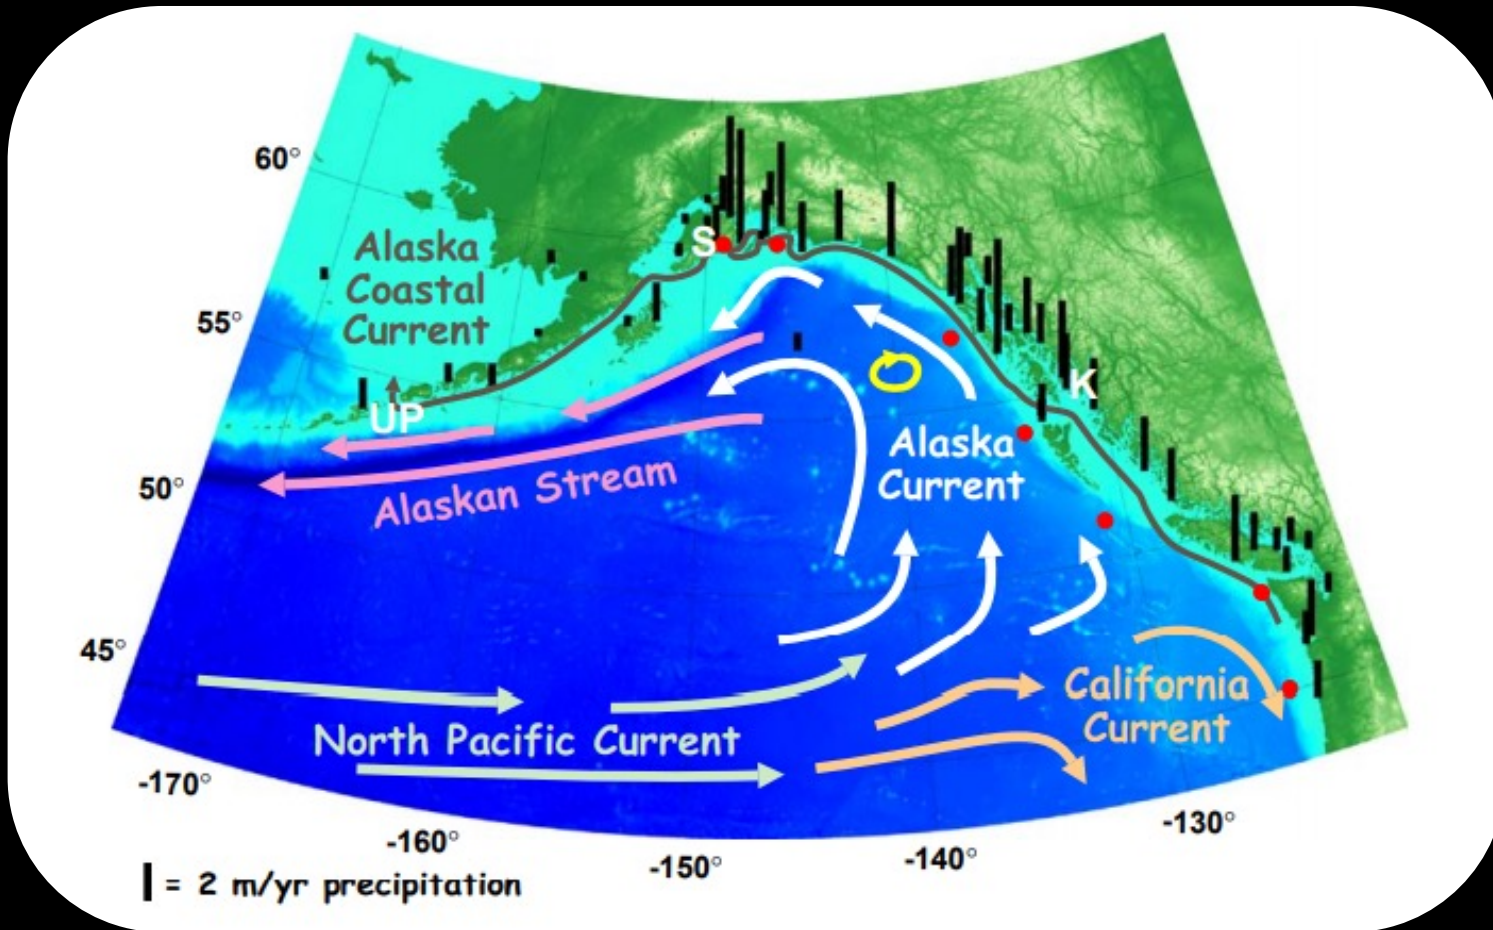 60°
S
Alaska
Coastal
Current
55°
K
UP
Alaska
Current
50°
Alaskan Stream
45°
California
Current
North Pacific Current
-170°
-160°
-150°
-140°
-130°
= 2 m/yr precipitation